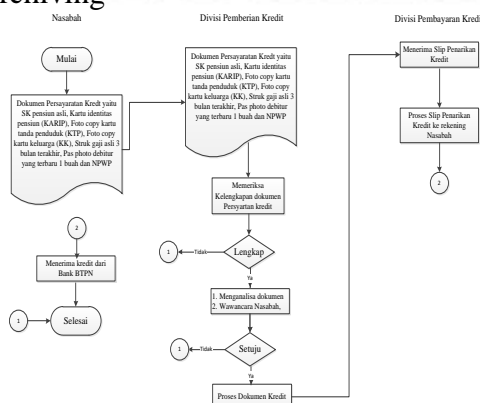 Nasabah
Divisi Pemberian Kredit
Divisi Pembayaran Kredi
Mulai
Dokumen Persayaratan Kredt yaitu
SK pensiun asli, Kartu identitas
pensiun (KARIP), Foto copy kartu
tanda penduduk (KTP), Foto copy
kartu keluarga (KK), Struk gaji asli 3
bulan terakhir, Pas photo debitur
yang terbaru 1 buah dan NPWP
2
Menerima kredit dari
Bank BTPN
1
Selesai
Dokumen Persyaratan Kredit yaitu
SK pensiun asli, Kartu identitas
pensiun (KARIP), Foto copy kartu
tanda penduduk (KTP), Foto copy
kartu keluarga (KK), Struk gaji asli 3
bulan terakhir, Pas photo debitur
yang terbaru 1 buah dan NPWP
Memeriksa
Kelengkapan dokumen
Persyartan kredit
1
Tidak
Lengkap
Ya
1. Menganalisa dokumen
2. Wawancara Nasabah,
1
Tidak
Setuju
Ya
Proses Dokumen Kredit
Menerima Slip Penarikan
Kredit
Proses Slip Penarikan
Kredit ke rekening
Nasabah
2